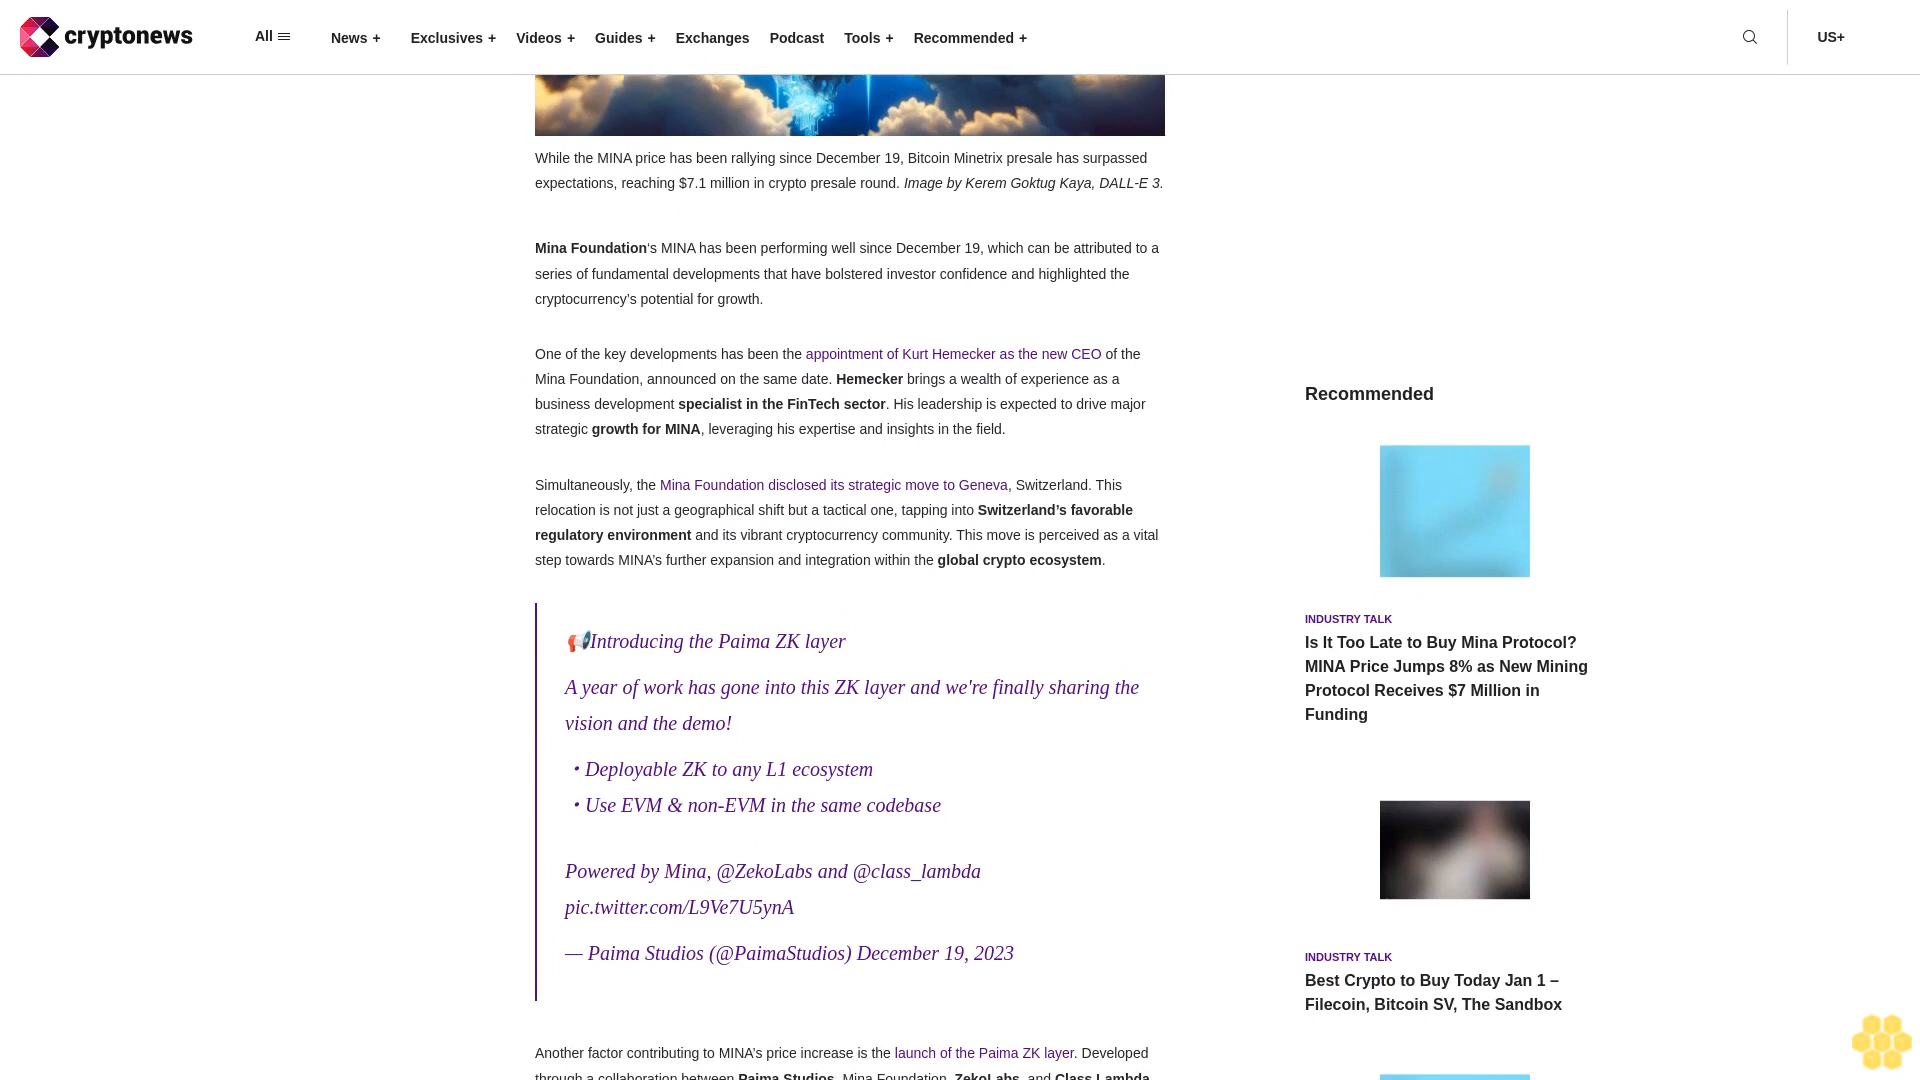 cryptonews
All
News +
Exclusives +
Videos +
Guides +
Exchanges
Podcast
Tools +
Recommended +
US+
While the MINA price has been rallying since December 19, Bitcoin Minetrix presale has surpassed
expectations, reaching $7.1 million in crypto presale round. Image by Kerem Goktug Kaya, DALL-E 3.
Mina Foundation‘s MINA has been performing well since December 19, which can be attributed to a
series of fundamental developments that have bolstered investor confidence and highlighted the
cryptocurrency’s potential for growth.
One of the key developments has been the appointment of Kurt Hemecker as the new CEO of the
Mina Foundation, announced on the same date. Hemecker brings a wealth of experience as a
business development specialist in the FinTech sector. His leadership is expected to drive major
strategic growth for MINA, leveraging his expertise and insights in the field.
Simultaneously, the Mina Foundation disclosed its strategic move to Geneva, Switzerland. This
relocation is not just a geographical shift but a tactical one, tapping into Switzerland’s favorable
regulatory environment and its vibrant cryptocurrency community. This move is perceived as a vital
step towards MINA’s further expansion and integration within the global crypto ecosystem.
📢Introducing the Paima ZK layer
A year of work has gone into this ZK layer and we're finally sharing the
vision and the demo!
・Deployable ZK to any L1 ecosystem
・Use EVM & non-EVM in the same codebase
Powered by Mina, @ZekoLabs and @class_lambda
pic.twitter.com/L9Ve7U5ynA
— Paima Studios (@PaimaStudios) December 19, 2023
Another factor contributing to MINA’s price increase is the launch of the Paima ZK layer. Developed
through a collaboration between Paima Studios, Mina Foundation, ZekoLabs, and Class Lambda,
Recommended
INDUSTRY TALK
Is It Too Late to Buy Mina Protocol?
MINA Price Jumps 8% as New Mining
Protocol Receives $7 Million in
Funding
INDUSTRY TALK
Best Crypto to Buy Today Jan 1 –
Filecoin, Bitcoin SV, The Sandbox